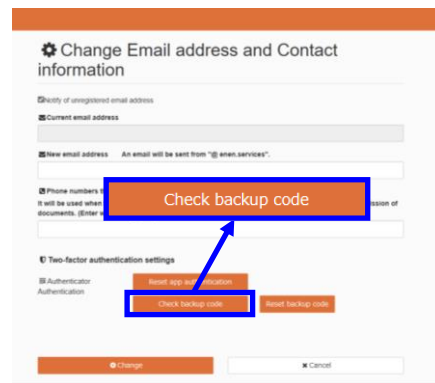 Change Email address and Contact
information
Notify of unregistered email address
Current email address
New email address An email will be sent from "@ enen.services".
Phone numbers t
It will be used when ssion of
documents. (Enter w
Check backup code
Two-factor authentication settings
Authenticator
Authentication
Reset app authentication
Check backup code Reset backup code
Change Cancel